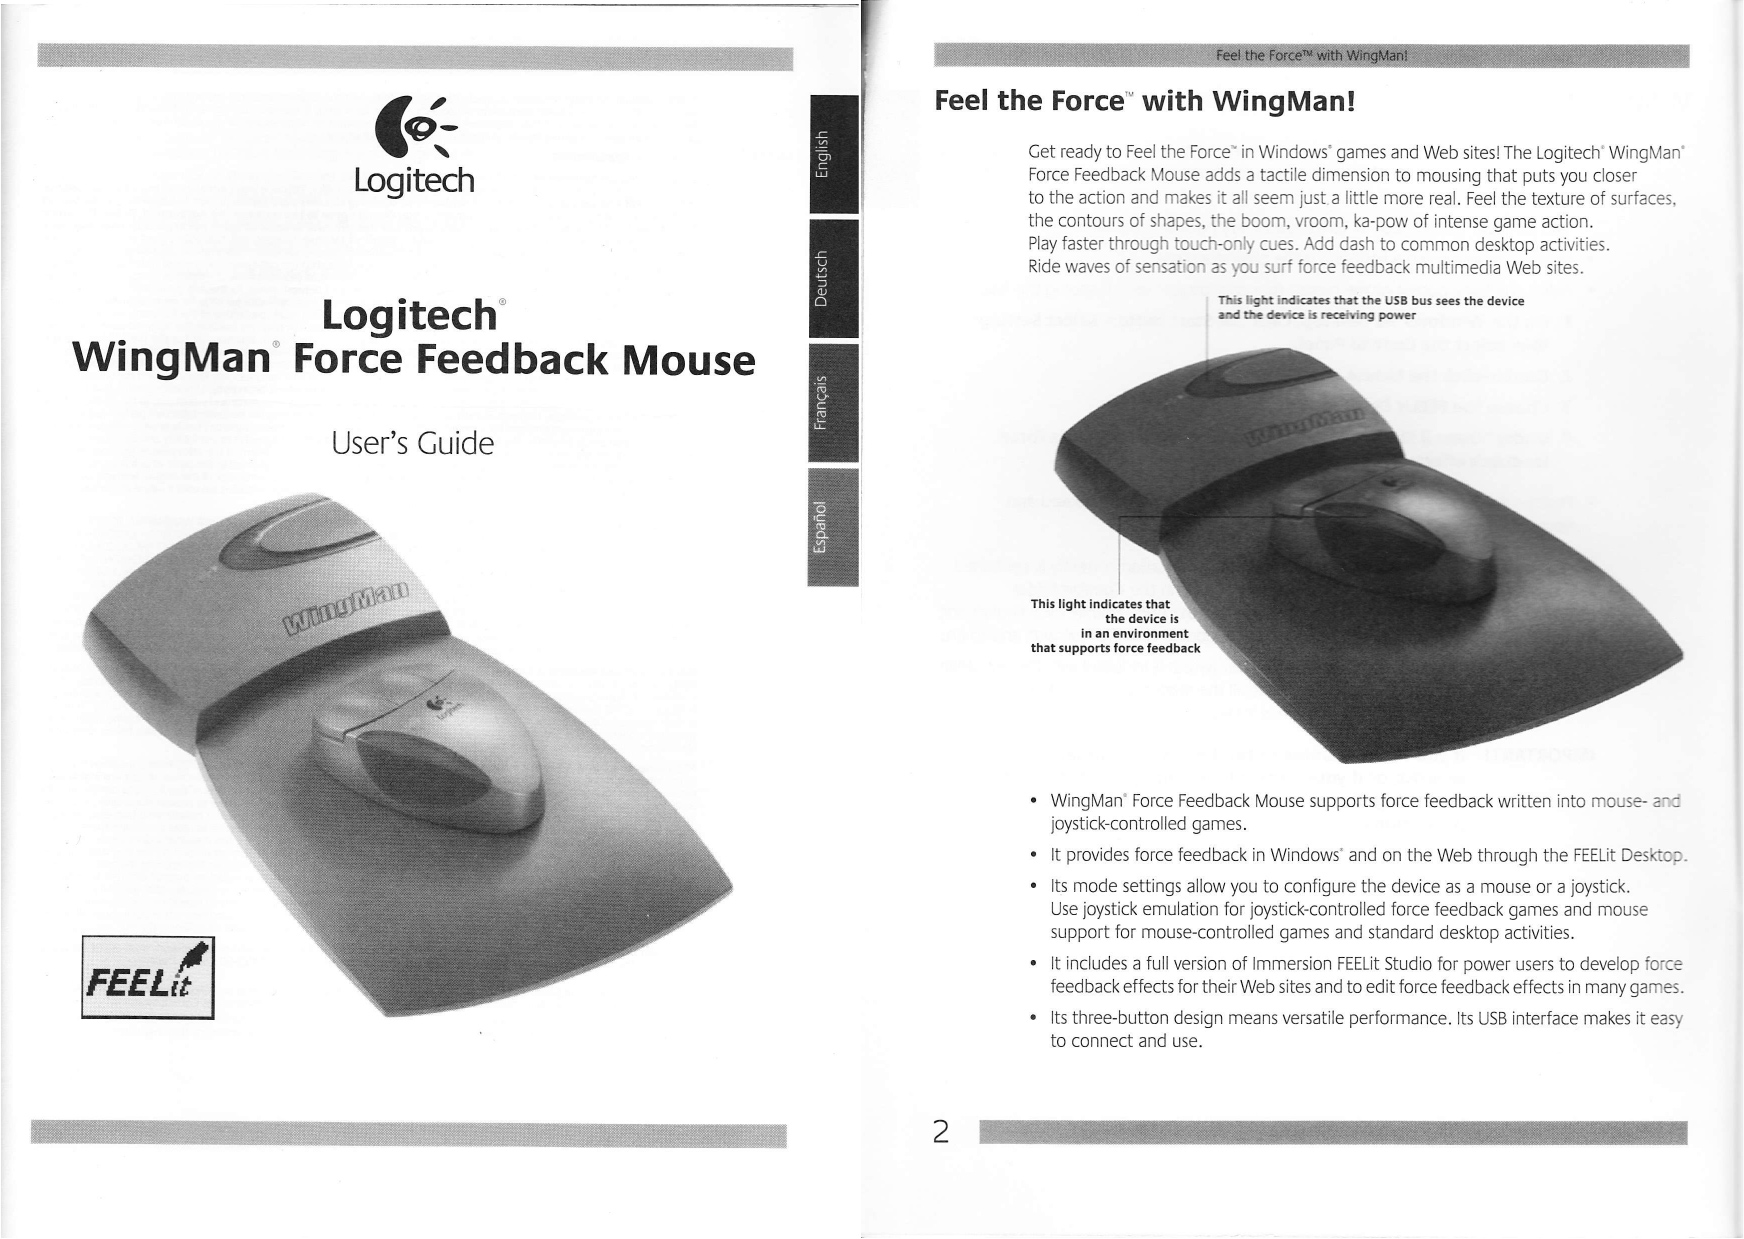 Logitech
English
Deutsch
Français
Español
Logitech®
WingMan® Force Feedback Mouse
User's Guide
WingMan
Logitech
FEELit
Feel the Force™ with WingMan!
Feel the Force™ with WingMan!
Get ready to Feel the Force™ in Windows® games and Web sites! The Logitech® WingMan®
Force Feedback Mouse adds a tactile dimension to mousing that puts you closer
to the action and makes it all seem just a little more real. Feel the texture of surfaces,
the contours of shapes, the boom, vroom, ka-pow of intense game action.
Play faster through touch-only cues. Add dash to common desktop activities.
Ride waves of sensation as you surf force feedback multimedia Web sites.
This light indicates that the USB bus sees the device
and the device is receiving power
WingMan
This light indicates that
the device is
in an environment
that supports force feedback
• WingMan® Force Feedback Mouse supports force feedback written into mouse- and
joystick-controlled games.
• It provides force feedback in Windows® and on the Web through the FEELit Desktop.
• Its mode settings allow you to configure the device as a mouse or a joystick.
Use joystick emulation for joystick-controlled force feedback games and mouse
support for mouse-controlled games and standard desktop activities.
• It includes a full version of Immersion FEELit Studio for power users to develop force
feedback effects for their Web sites and to edit force feedback effects in many games.
• Its three-button design means versatile performance. Its USB interface makes it easy
to connect and use.
2